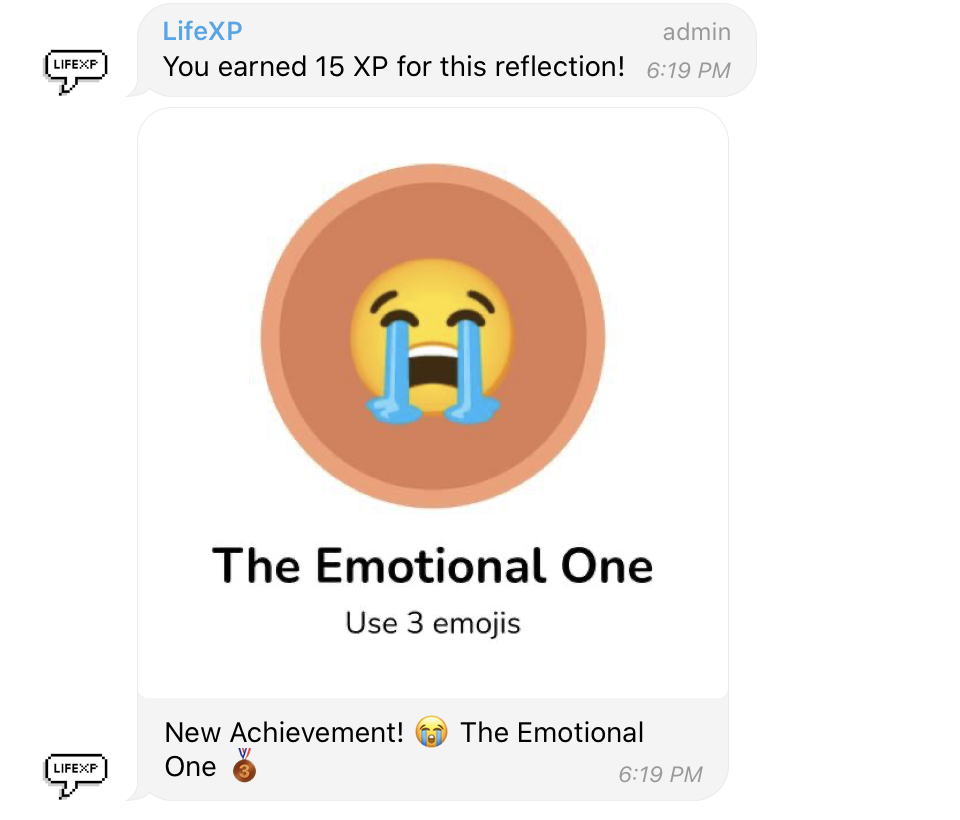 LifeXP admin
LIFEXP
You earned 15 XP for this reflection! 6:19 PM
The Emotional One
Use 3 emojis
New Achievement! 😭 The Emotional
One 🥉 6:19 PM
LIFEXP